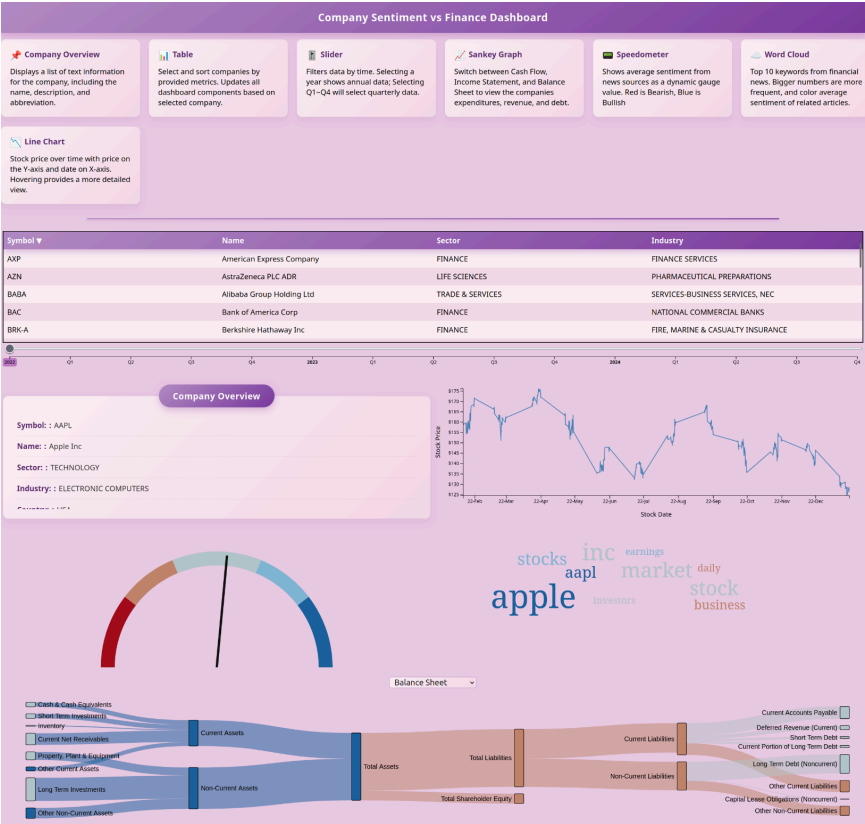 Company Sentiment vs Finance Dashboard
Company Overview
Displays a list of text information
for the company, including the
name, description, and
abbreviation.
Table
Select and sort companies by
provided metrics. Updates all
dashboard components based on
selected company.
Slider
Filters data by time. Selecting a
year shows annual data; Selecting
Q1~Q4 will select quarterly data.
Sankey Graph
Switch between Cash Flow,
Income Statement, and Balance
Sheet to view the companies
expenditures, revenue, and debt.
Speedometer
Shows average sentiment from
news sources as a dynamic gauge
value. Red is Bearish, Blue is
Bullish
Word Cloud
Top 10 keywords from financial
news. Bigger numbers are more
frequent, and color average
sentiment of related articles.
Line Chart
Stock price over time with price on
the Y-axis and date on X-axis.
Hovering provides a more detailed
view.
Symbol ▼ Name Sector Industry
AXP American Express Company FINANCE FINANCE SERVICES
AZN AstraZeneca PLC ADR LIFE SCIENCES PHARMACEUTICAL PREPARATIONS
BABA Alibaba Group Holding Ltd TRADE & SERVICES SERVICES-BUSINESS SERVICES, NEC
BAC Bank of America Corp FINANCE NATIONAL COMMERCIAL BANKS
BRK-A Berkshire Hathaway Inc FINANCE FIRE, MARINE & CASUALTY INSURANCE
2022 Q1 Q2 Q3 Q4 2023 Q1 Q2 Q3 Q4 2024 Q1 Q2 Q3 Q4
Company Overview
Symbol: : AAPL
Name: : Apple Inc
Sector: : TECHNOLOGY
Industry: : ELECTRONIC COMPUTERS
Country: : USA
$175
$170
$165
$160
$155
$150
$145
$140
$135
$130
$125
Stock Price
22-Feb 22-Mar 22-Apr 22-May 22-Jun 22-Jul 22-Aug 22-Sep 22-Oct 22-Nov 22-Dec
Stock Date
stocks inc earnings
aapl market daily
apple investors stock
business
Balance Sheet
Cash & Cash Equivalents
Short Term Investments
Inventory
Current Net Receivables
Property, Plant & Equipment
Other Current Assets
Long Term Investments
Other Non-Current Assets
Current Assets
Non-Current Assets
Total Assets
Total Liabilities
Total Shareholder Equity
Current Liabilities
Non-Current Liabilities
Current Accounts Payable
Deferred Revenue (Current)
Short Term Debt
Current Portion of Long Term Debt
Long Term Debt (Noncurrent)
Other Current Liabilities
Capital Lease Obligations (Noncurrent)
Other Non-Current Liabilities